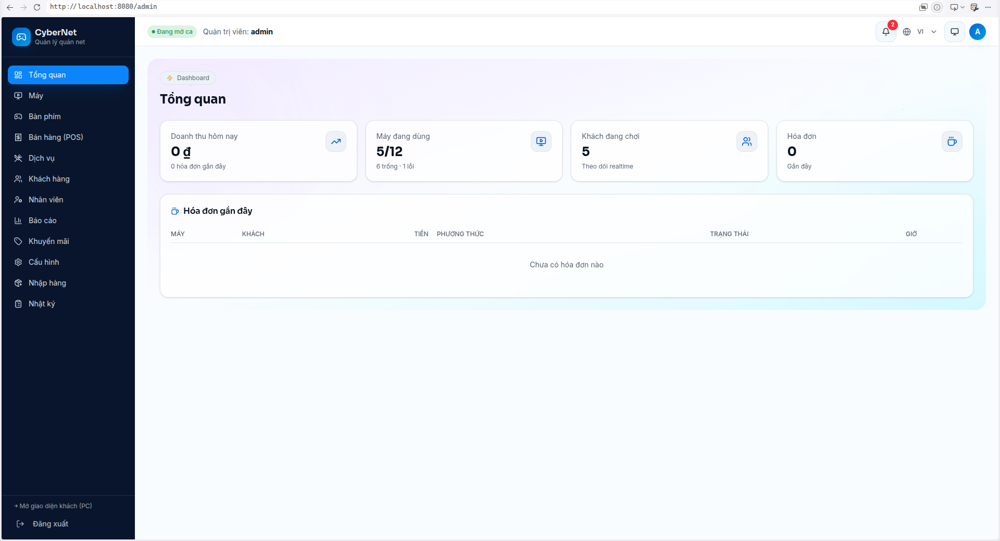 http://localhost:8080/admin
CyberNet
Quản lý quán net
Tổng quan
Máy
Bàn phím
Bán hàng (POS)
Dịch vụ
Khách hàng
Nhân viên
Báo cáo
Khuyến mãi
Cấu hình
Nhập hàng
Nhật ký
→ Mở giao diện khách (PC)
Đăng xuất
Đang mở ca Quản trị viên: admin
2
VI
A
Dashboard
Tổng quan
Doanh thu hôm nay
0 ₫
0 hóa đơn gần đây
Máy đang dùng
5/12
6 trống · 1 lỗi
Khách đang chơi
5
Theo dõi realtime
Hóa đơn
0
Gần đây
Hóa đơn gần đây
MÁY KHÁCH TIỀN PHƯƠNG THỨC TRẠNG THÁI GIỜ
Chưa có hóa đơn nào